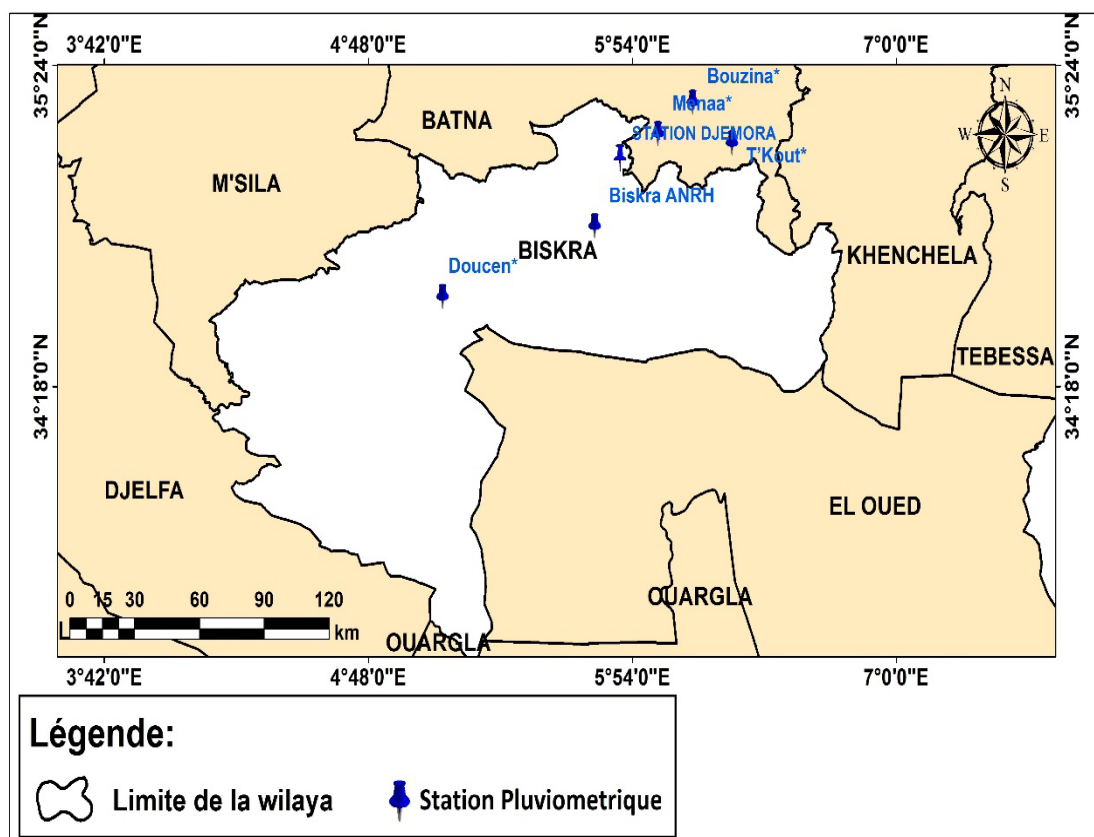 3°42'0"E 4°48'0"E 5°54'0"E 7°0'0"E
35°24'0"N
35°24'0"N
Bouzina*
Menaa*
N
BATNA
STATION DJEMORA
W E
T'Kout*
S
M'SILA
Biskra ANRH
BISKRA
KHENCHELA
Doucen*
TEBESSA
34°18'0"N
34°18'0"N
DJELFA
EL OUED
OUARGLA
0 15 30 60 90 120
km
OUARGLA
3°42'0"E 4°48'0"E 5°54'0"E 7°0'0"E
Légende:
Limite de la wilaya
Station Pluviometrique